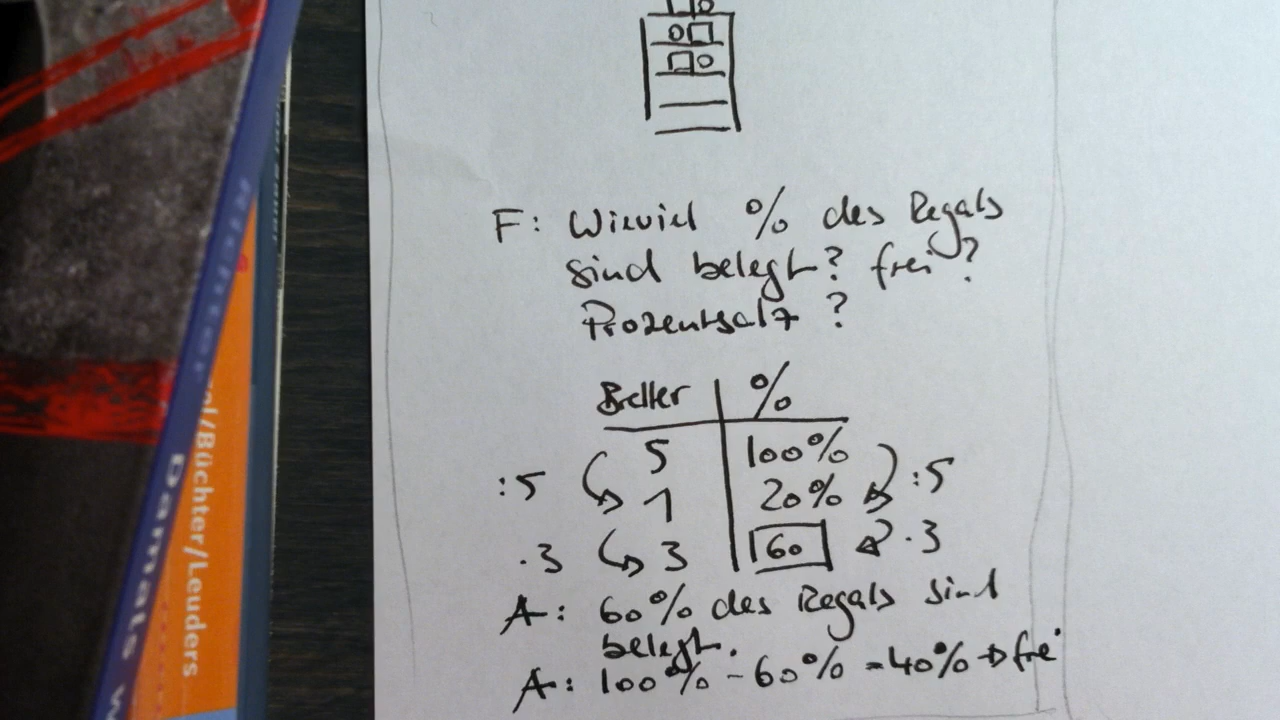 F: Wieviel % des Regals
sind belegt? frei?
Prozentsatz?
Bretter %
5 100%
:5 :5
1 20%
·3 3 60 ·3
A: 60% des Regals sind
belegt.
A: 100% - 60% = 40% → frei
/Büchter/Leuders
Damals w